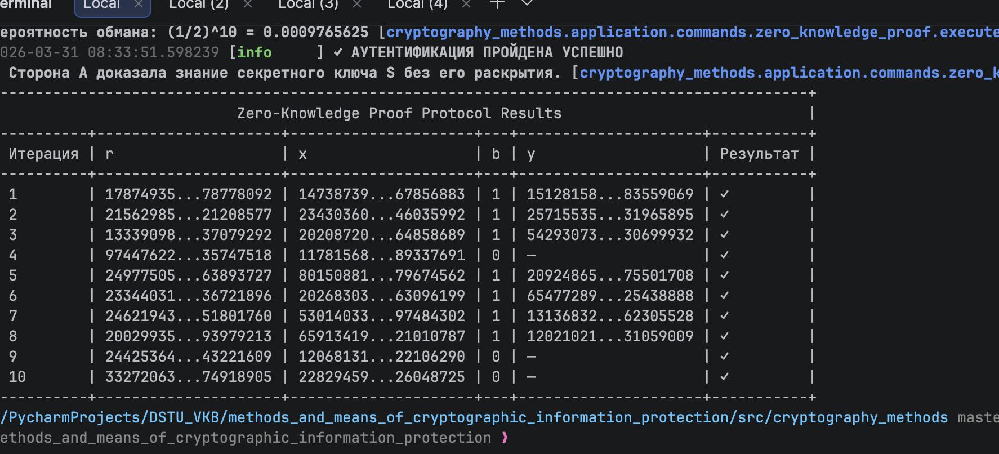 erminal Local × Local (2) × Local (3) × Local (4) × +
ероятность обмана: (1/2)^10 = 0.0009765625 [cryptography_methods.application.commands.zero_knowledge_proof.execute
026-03-31 08:33:51.598239 [info ] ✓ АУТЕНТИФИКАЦИЯ ПРОЙДЕНА УСПЕШНО
Сторона A доказала знание секретного ключа S без его раскрытия. [cryptography_methods.application.commands.zero_k
--------------------------------------------------------------------------------------------+
Zero-Knowledge Proof Protocol Results |
----------+---------------------+---------------------+---+---------------------+-----------+
Итерация | r | x | b | y | Результат |
----------+---------------------+---------------------+---+---------------------+-----------+
1 | 17874935...78778092 | 14738739...67856883 | 1 | 15128158...83559069 | ✓ |
2 | 21562985...21208577 | 23430360...46035992 | 1 | 25715535...31965895 | ✓ |
3 | 13339098...37079292 | 20208720...64858689 | 1 | 54293073...30699932 | ✓ |
4 | 97447622...35747518 | 11781568...89337691 | 0 | — | ✓ |
5 | 24977505...63893727 | 80150881...79674562 | 1 | 20924865...75501708 | ✓ |
6 | 23344031...36721896 | 20268303...63096199 | 1 | 65477289...25438888 | ✓ |
7 | 24621943...51801760 | 53014033...97484302 | 1 | 13136832...62305528 | ✓ |
8 | 20029935...93979213 | 65913419...21010787 | 1 | 12021021...31059009 | ✓ |
9 | 24425364...43221609 | 12068131...22106290 | 0 | — | ✓ |
10 | 33272063...74918905 | 22829459...26048725 | 0 | — | ✓ |
----------+---------------------+---------------------+---+---------------------+-----------+
/PycharmProjects/DSTU_VKB/methods_and_means_of_cryptographic_information_protection/src/cryptography_methods maste
ethods_and_means_of_cryptographic_information_protection ❯